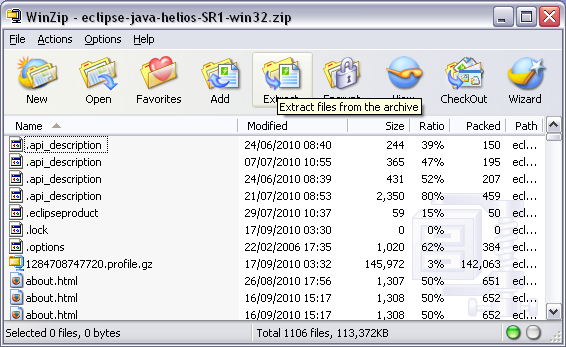 WinZip - eclipse-java-helios-SR1-win32.zip
File Actions Options Help
New Open Favorites Add Extract Encrypt View CheckOut Wizard
Extract files from the archive
Name Modified Size Ratio Packed Path
.api_description 24/06/2010 08:40 244 39% 150 ecl...
.api_description 07/07/2010 10:55 365 47% 195 ecl...
.api_description 24/06/2010 08:39 431 52% 207 ecl...
.api_description 21/07/2010 08:53 2,350 80% 459 ecl...
.eclipseproduct 29/07/2010 10:37 59 15% 50 ecl...
.lock 17/09/2010 03:30 0 0% 0 ecl...
.options 22/02/2006 17:35 1,020 62% 384 ecl...
1284708747720.profile.gz 17/09/2010 03:32 145,972 3% 142,063 ecl...
about.html 26/08/2010 17:56 1,307 50% 651 ecl...
about.html 16/09/2010 15:17 1,308 50% 652 ecl...
about.html 16/09/2010 15:17 1,308 50% 652 ecl...
Selected 0 files, 0 bytes Total 1106 files, 113,372KB